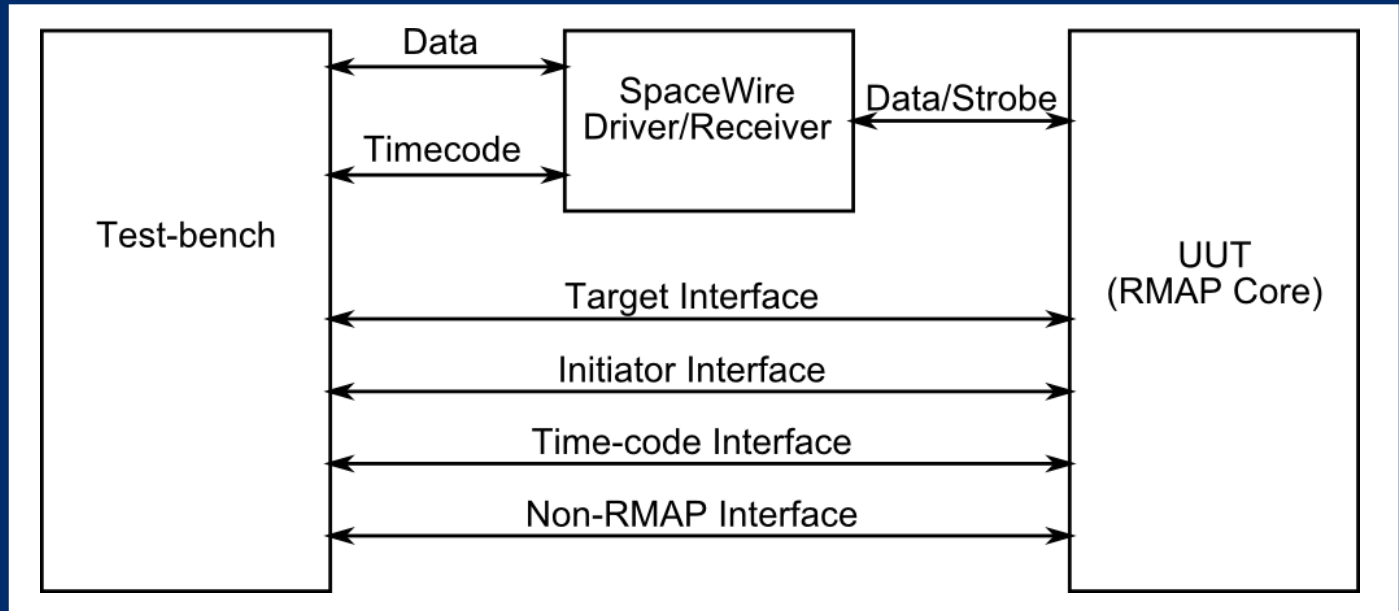 Data
SpaceWire
Driver/Receiver
Data/Strobe
Timecode
Test-bench
UUT
(RMAP Core)
Target Interface
Initiator Interface
Time-code Interface
Non-RMAP Interface